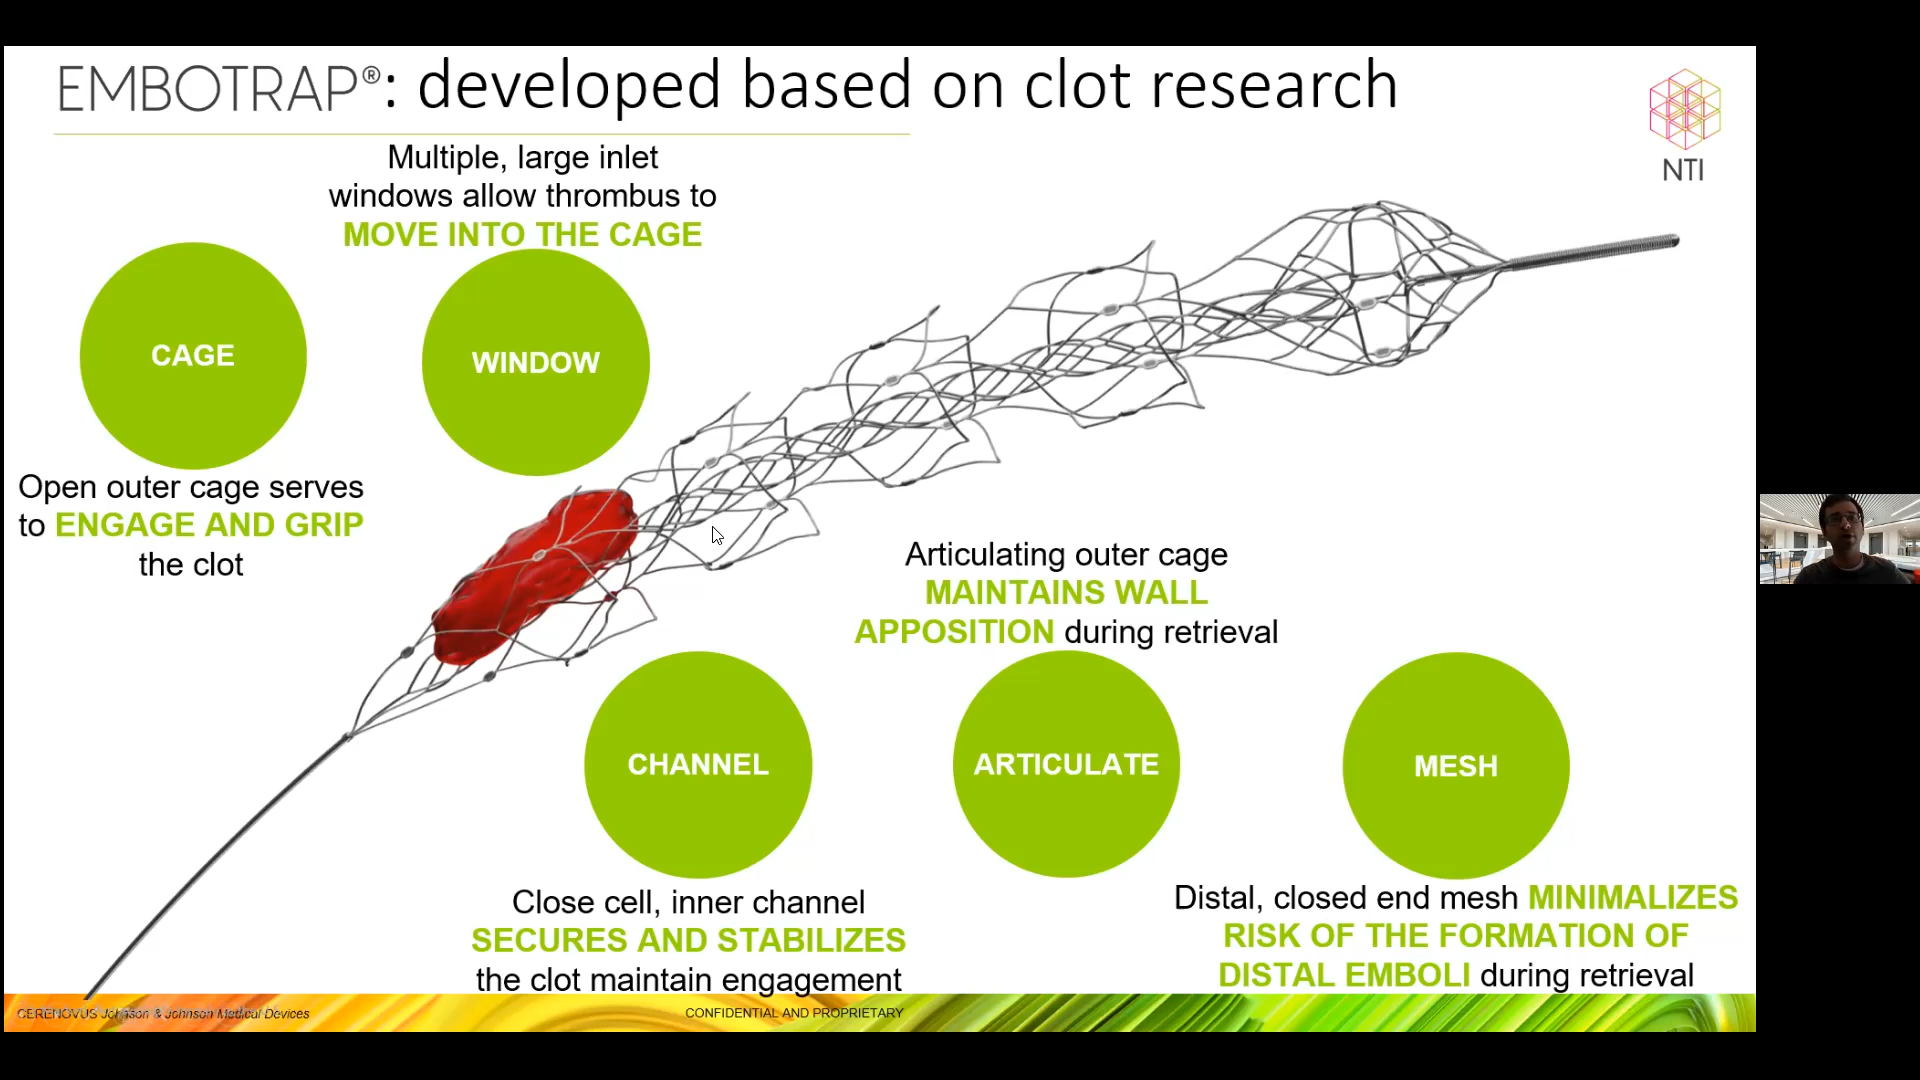 EMBOTRAP®: developed based on clot research
NTI
Multiple, large inlet
windows allow thrombus to
MOVE INTO THE CAGE
CAGE
WINDOW
Open outer cage serves
to ENGAGE AND GRIP
the clot
Articulating outer cage
MAINTAINS WALL
APPOSITION during retrieval
CHANNEL
ARTICULATE
MESH
Close cell, inner channel
SECURES AND STABILIZES
the clot maintain engagement
Distal, closed end mesh MINIMALIZES
RISK OF THE FORMATION OF
DISTAL EMBOLI during retrieval
CERENOVUS Johnson & Johnson Medical Devices
CONFIDENTIAL AND PROPRIETARY